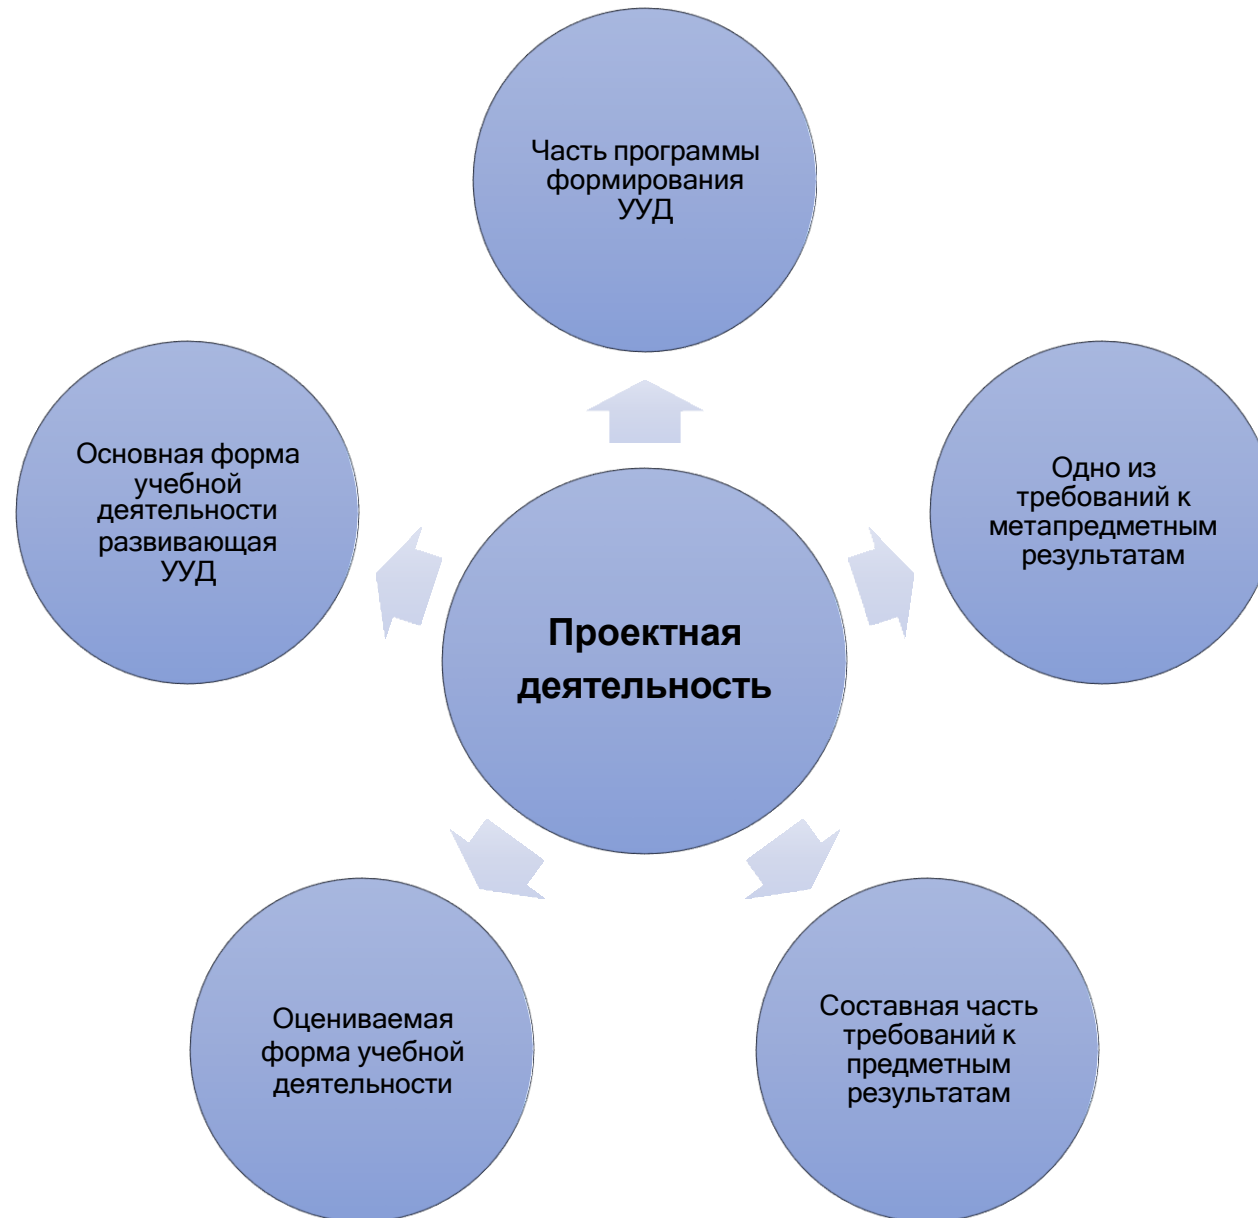 Часть программы
формирования
УУД
Основная форма
учебной
деятельности
развивающая
УУД
Одно из
требований к
метапредметным
результатам
Проектная
деятельность
Оцениваемая
форма учебной
деятельности
Составная часть
требований к
предметным
результатам